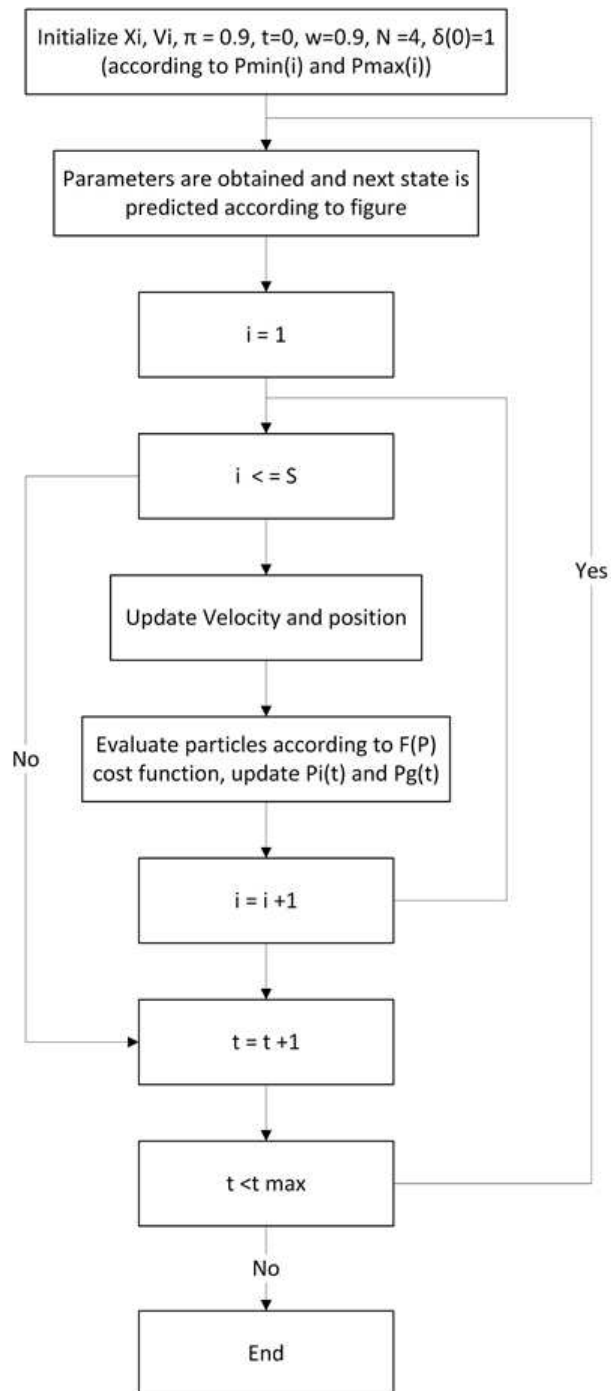 Initialize Xi, Vi, π = 0.9, t=0, w=0.9, N =4, δ(0)=1
(according to Pmin(i) and Pmax(i))
Parameters are obtained and next state is
predicted according to figure
i = 1
i < = S
Update Velocity and position
Yes
Evaluate particles according to F(P)
cost function, update Pi(t) and Pg(t)
No
i = i +1
t = t +1
t <t max
No
End